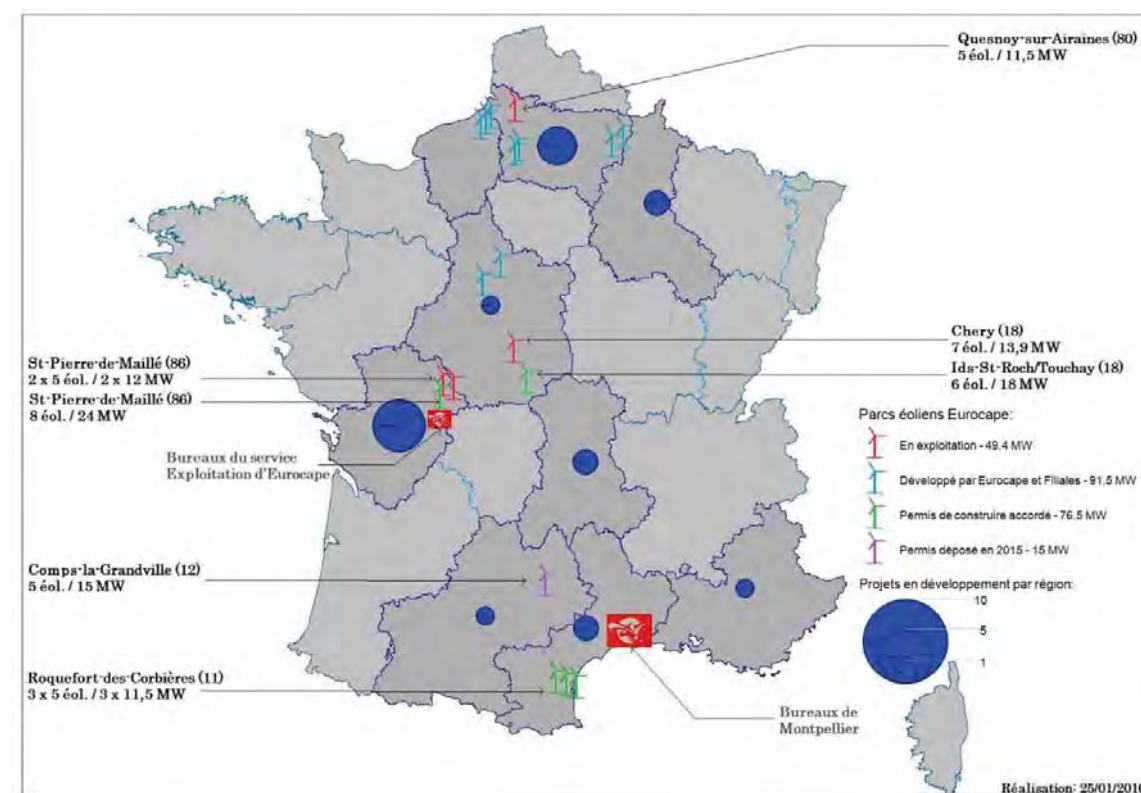 Quesnoy-sur-Airaines (80)
5 éol. / 11,5 MW
Chery (18)
7 éol. / 13,9 MW
Ids-St-Roch/Touchay (18)
6 éol. / 18 MW
St-Pierre-de-Maillé (86)
2 x 5 éol. / 2 x 12 MW
St-Pierre-de-Maillé (86)
8 éol. / 24 MW
Bureaux du service
Exploitation d'Eurocape
Comps-la-Grandville (12)
5 éol. / 15 MW
Roquefort-des-Corbières (11)
3 x 5 éol. / 3 x 11,5 MW
Bureaux de
Montpellier
Parcs éoliens Eurocape:
En exploitation - 49.4 MW
Développé par Eurocape et Filiales - 91.5 MW
Permis de construire accordé - 76.5 MW
Permis déposé en 2015 - 15 MW
Projets en développement par région:
10
5
1
Réalisation: 25/01/2016